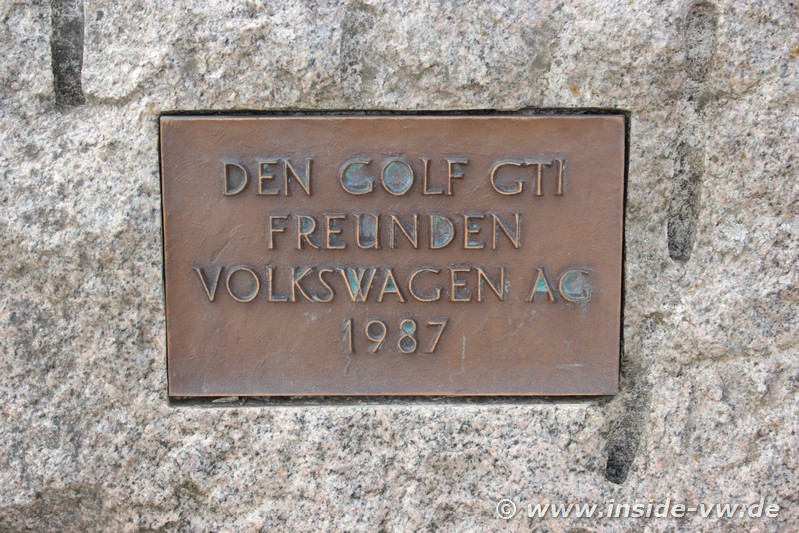 DEN GOLF GTI
FREUNDEN
VOLKSWAGEN AG
1987
© www.inside-vw.de